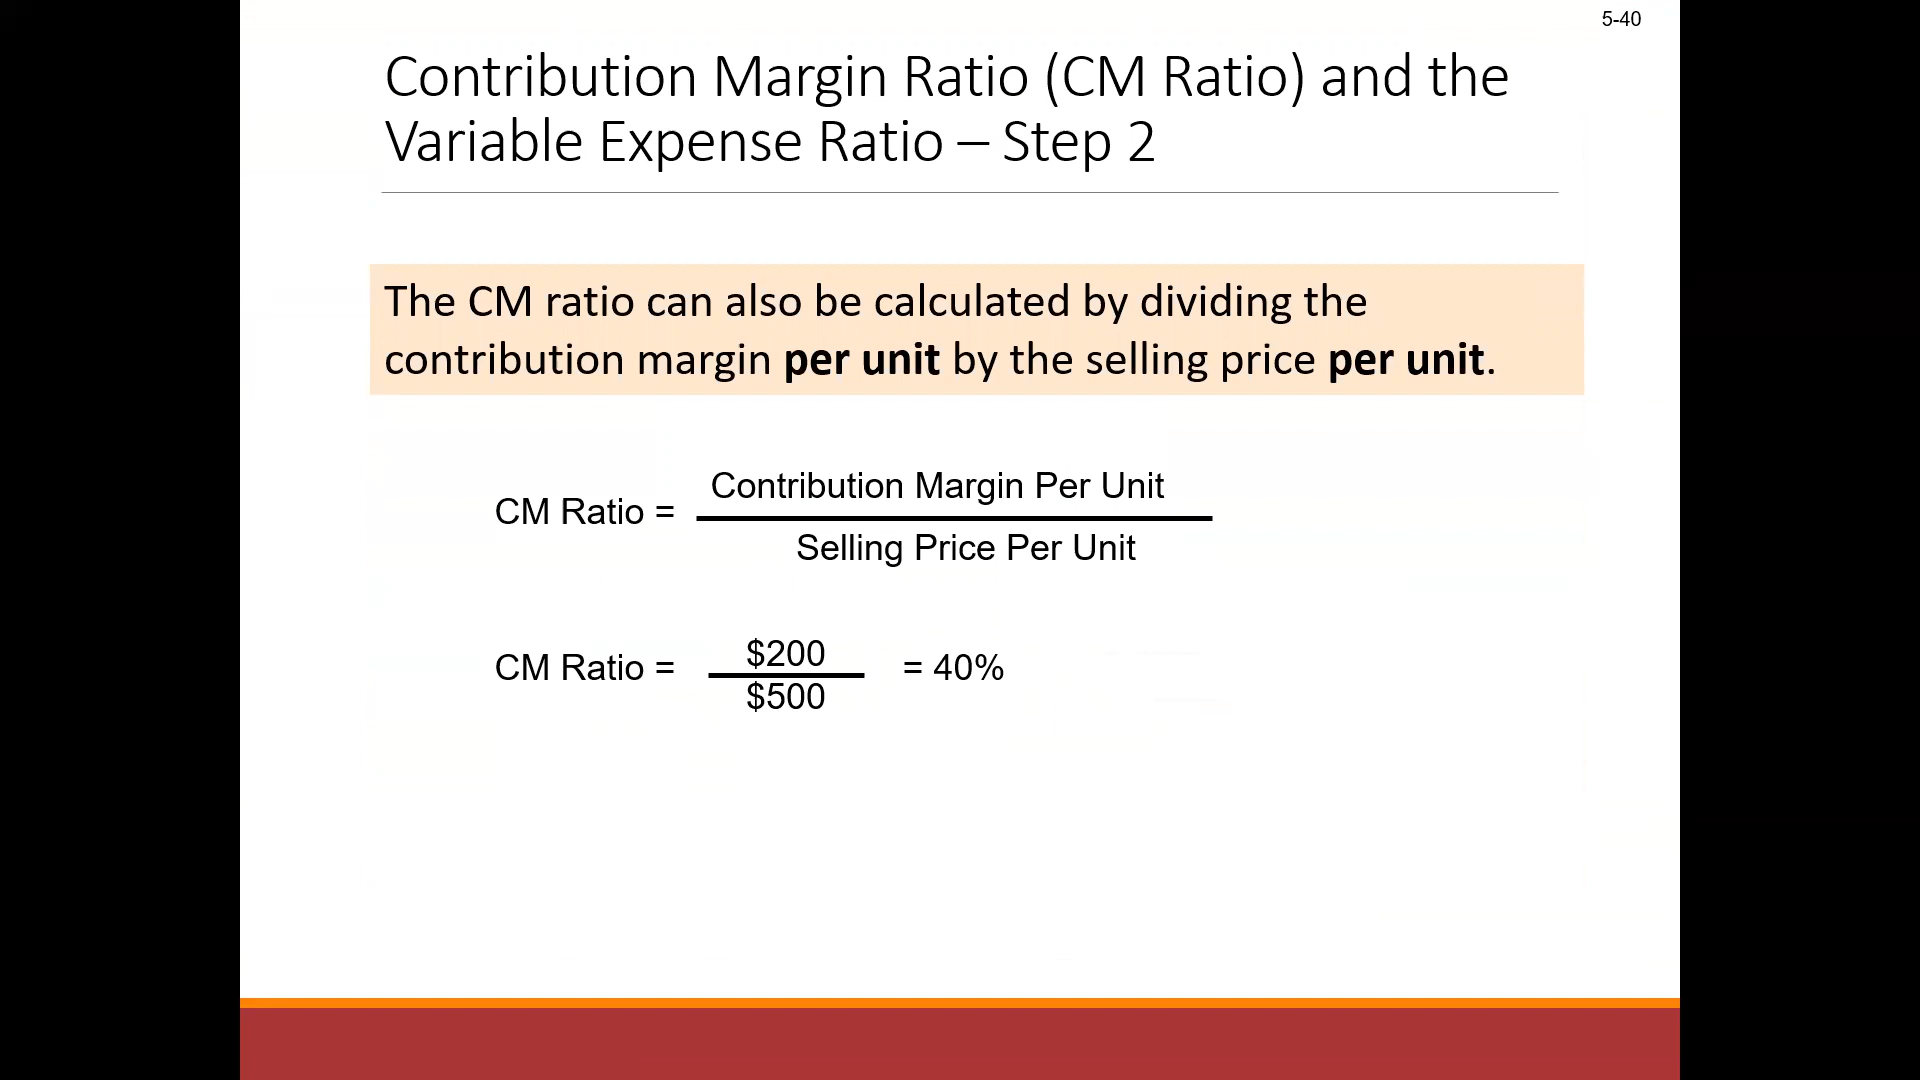 5-40
Contribution Margin Ratio (CM Ratio) and the
Variable Expense Ratio – Step 2
The CM ratio can also be calculated by dividing the
contribution margin per unit by the selling price per unit.
CM Ratio =
Contribution Margin Per Unit
Selling Price Per Unit
CM Ratio =
$200
$500
= 40%